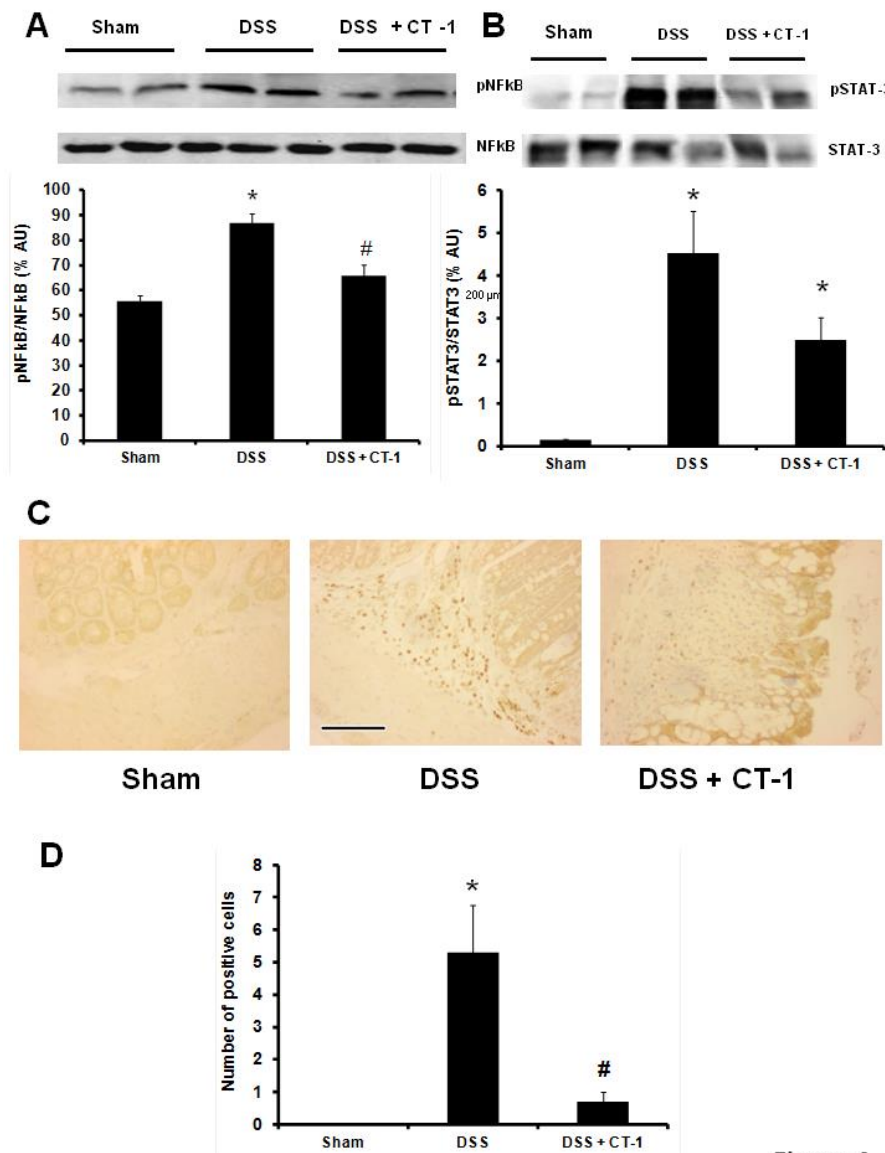 A
Sham
DSS
DSS + CT -1
pNFkB
NFkB
pNFkB/NFkB (% AU)
100
90
80
70
60
50
40
30
20
10
0
*
#
Sham
DSS
DSS + CT-1
B
Sham
DSS
DSS + CT-1
STAT-3
pSTAT3/STAT3 (% AU)
6
5
4
3
2
1
0
200 µm
*
*
Sham
DSS
DSS + CT-1
C
Sham
DSS
DSS + CT-1
D
Number of positive cells
8
7
6
5
4
3
2
1
0
*
#
Sham
DSS
DSS + CT-1